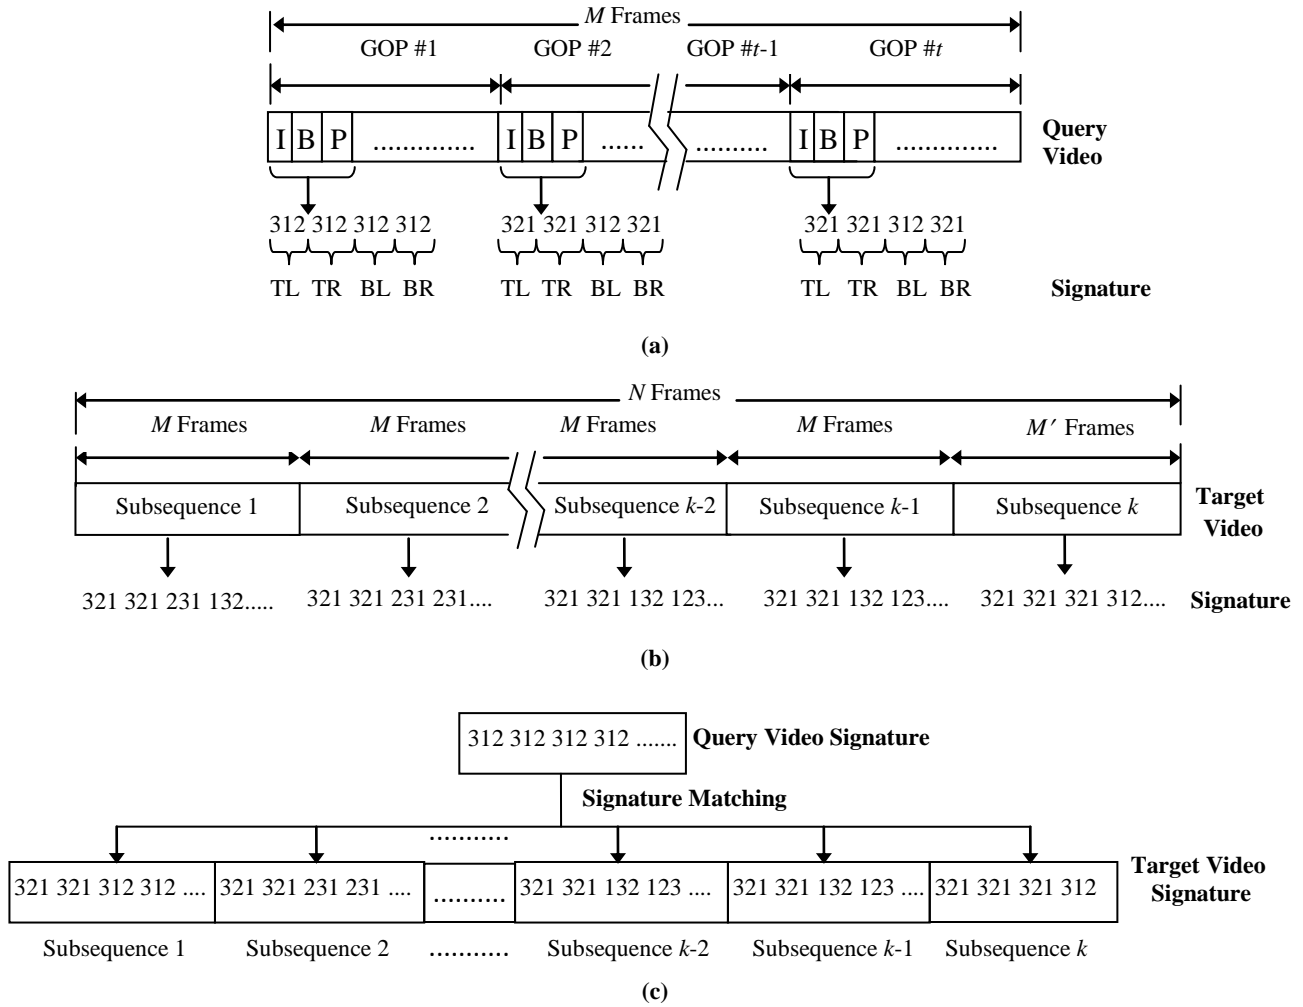 M Frames
GOP #1 GOP #2 GOP #t-1 GOP #t
I B P .............. I B P ...... .......... I B P .............. Query Video
312 312 312 312 321 321 312 321 321 321 312 321
TL TR BL BR TL TR BL BR TL TR BL BR Signature
(a)
N Frames
M Frames M Frames M Frames M Frames M′ Frames
Subsequence 1 Subsequence 2 Subsequence k-2 Subsequence k-1 Subsequence k Target Video
321 321 231 132..... 321 321 231 231.... 321 321 132 123... 321 321 132 123.... 321 321 321 312.... Signature
(b)
312 312 312 312 ....... Query Video Signature
Signature Matching
...........
321 321 312 312 .... 321 321 231 231 .... .......... 321 321 132 123 .... 321 321 132 123 .... 321 321 321 312 Target Video Signature
Subsequence 1 Subsequence 2 ........... Subsequence k-2 Subsequence k-1 Subsequence k
(c)